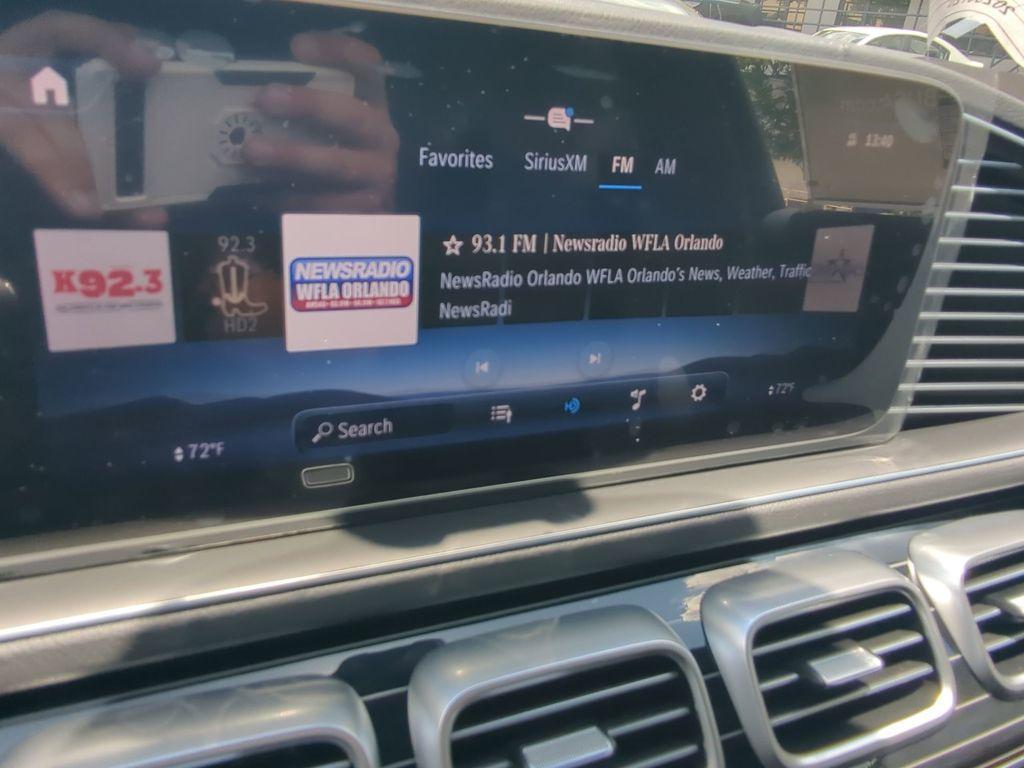 Favorites SiriusXM FM AM
13:40
K92.3
92.3
HD2
NEWSRADIO
WFLA ORLANDO
93.1 FM | Newsradio WFLA Orlando
NewsRadio Orlando WFLA Orlando's News, Weather, Traffic
NewsRadi
72°F
Search
72°F